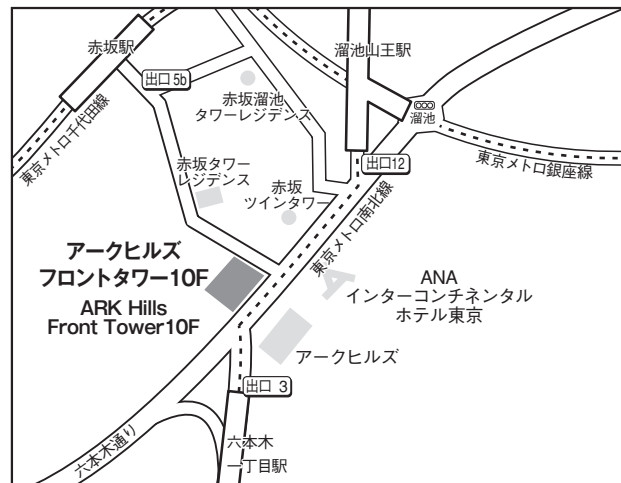 赤坂駅
溜池山王駅
出口5b
溜池
赤坂溜池
タワーレジデンス
東京メトロ千代田線
出口12
東京メトロ銀座線
赤坂タワー
レジデンス
赤坂
ツインタワー
東京メトロ南北線
アークヒルズ
フロントタワー10F
ARK Hills
Front Tower10F
ANA
インターコンチネンタル
ホテル東京
アークヒルズ
出口 3
六本木通り
六本木
一丁目駅